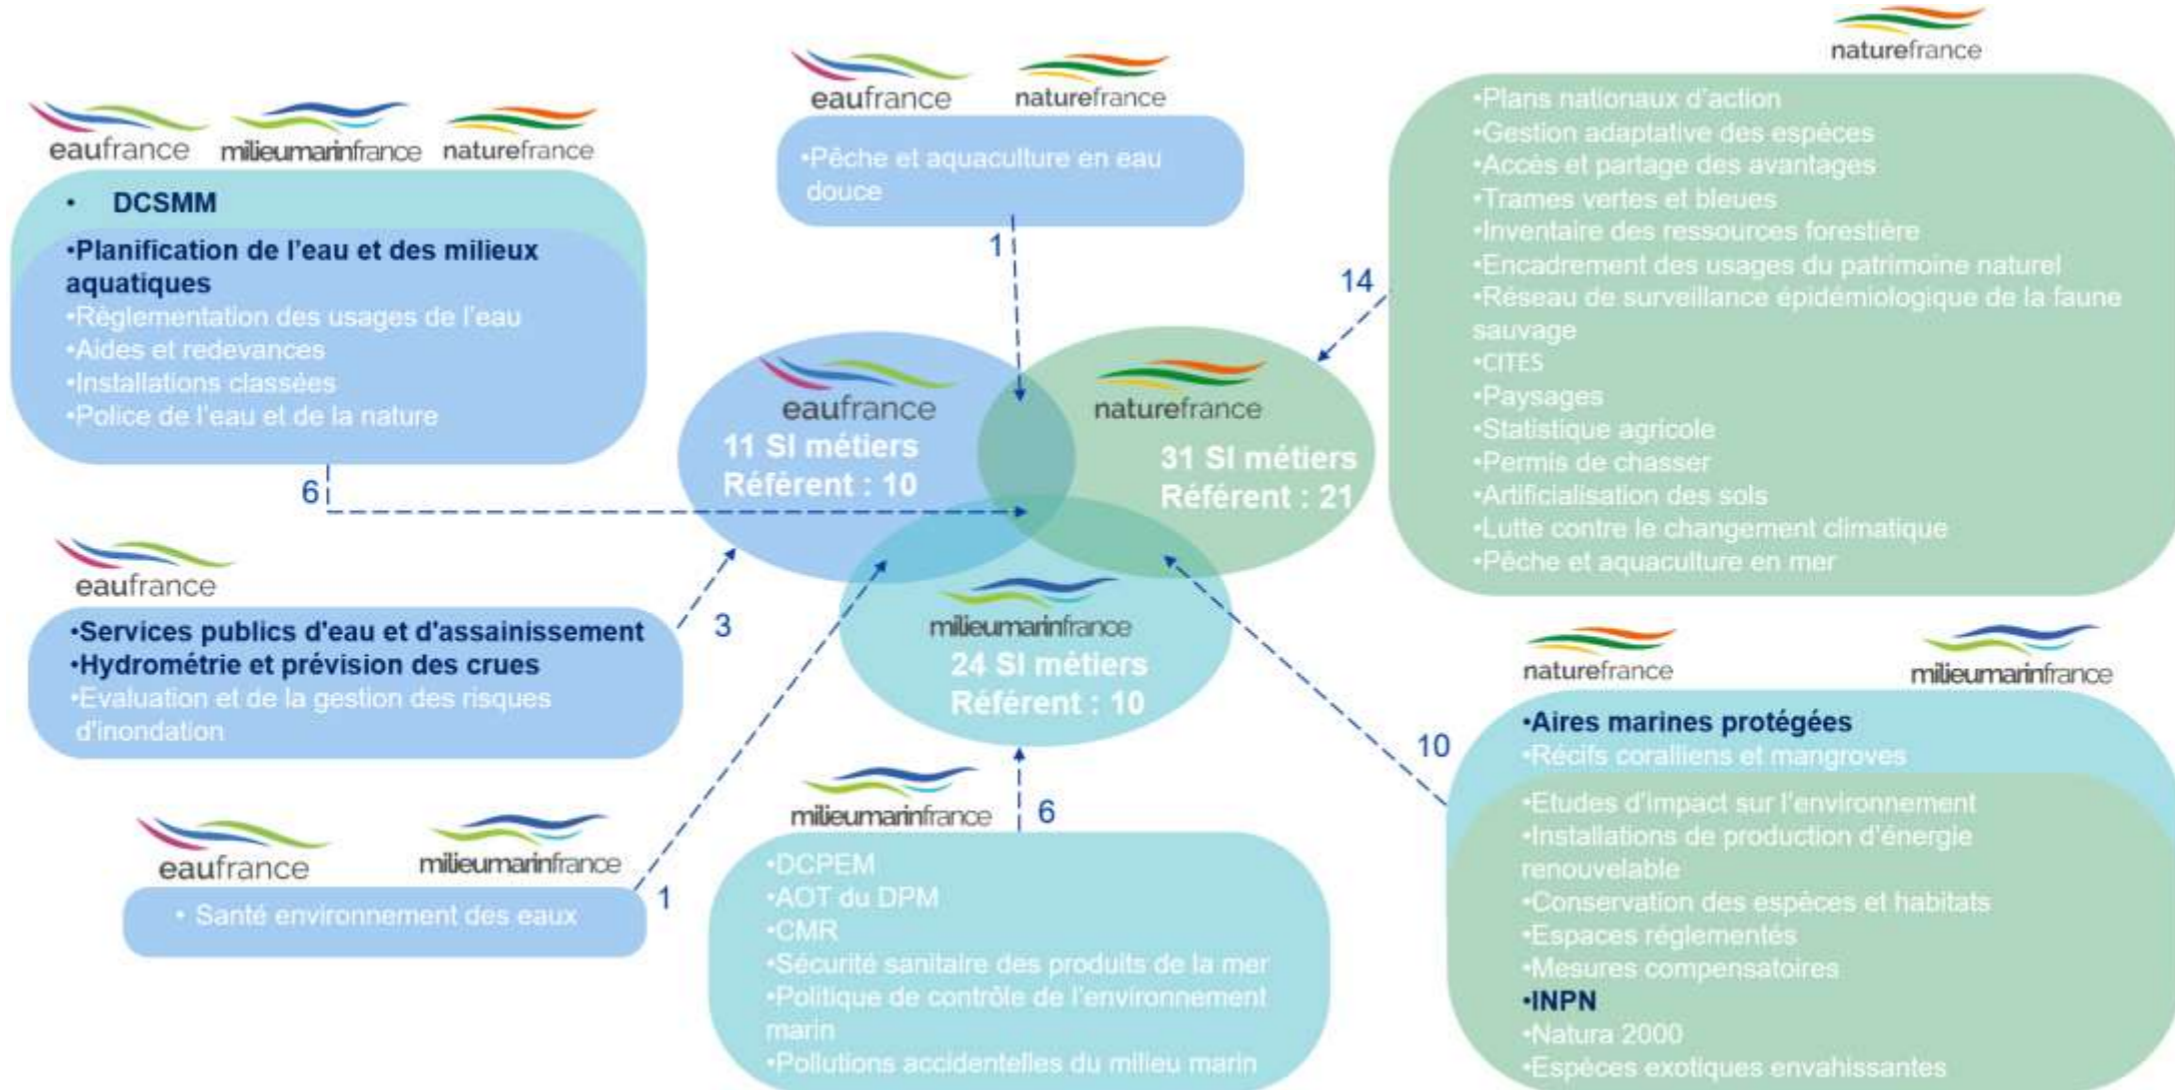 eaufrance milieumarinfrance naturefrance
• DCSMM
•Planification de l'eau et des milieux
aquatiques
•Règlementation des usages de l'eau
•Aides et redevances
•Installations classées
•Police de l'eau et de la nature
6
eaufrance naturefrance
•Pêche et aquaculture en eau
douce
1
naturefrance
•Plans nationaux d'action
•Gestion adaptative des espèces
•Accès et partage des avantages
•Trames vertes et bleues
•Inventaire des ressources forestière
•Encadrement des usages du patrimoine naturel
•Réseau de surveillance épidémiologique de la faune
sauvage
•CITES
•Paysages
•Statistique agricole
•Permis de chasser
•Artificialisation des sols
•Lutte contre le changement climatique
•Pêche et aquaculture en mer
14
eaufrance
11 SI métiers
Référent : 10
naturefrance
31 SI métiers
Référent : 21
milieumarinfrance
24 SI métiers
Référent : 10
eaufrance
•Services publics d'eau et d'assainissement
•Hydrométrie et prévision des crues
•Evaluation et de la gestion des risques
d'inondation
3
eaufrance milieumarinfrance
• Santé environnement des eaux
1
milieumarinfrance
6
•DCPEM
•AOT du DPM
•CMR
•Sécurité sanitaire des produits de la mer
•Politique de contrôle de l'environnement
marin
•Pollutions accidentelles du milieu marin
naturefrance milieumarinfrance
10
•Aires marines protégées
•Récifs coralliens et mangroves
•Etudes d'impact sur l'environnement
•Installations de production d'énergie
renouvelable
•Conservation des espèces et habitats
•Espaces réglementés
•Mesures compensatoires
•INPN
•Natura 2000
•Espèces exotiques envahissantes